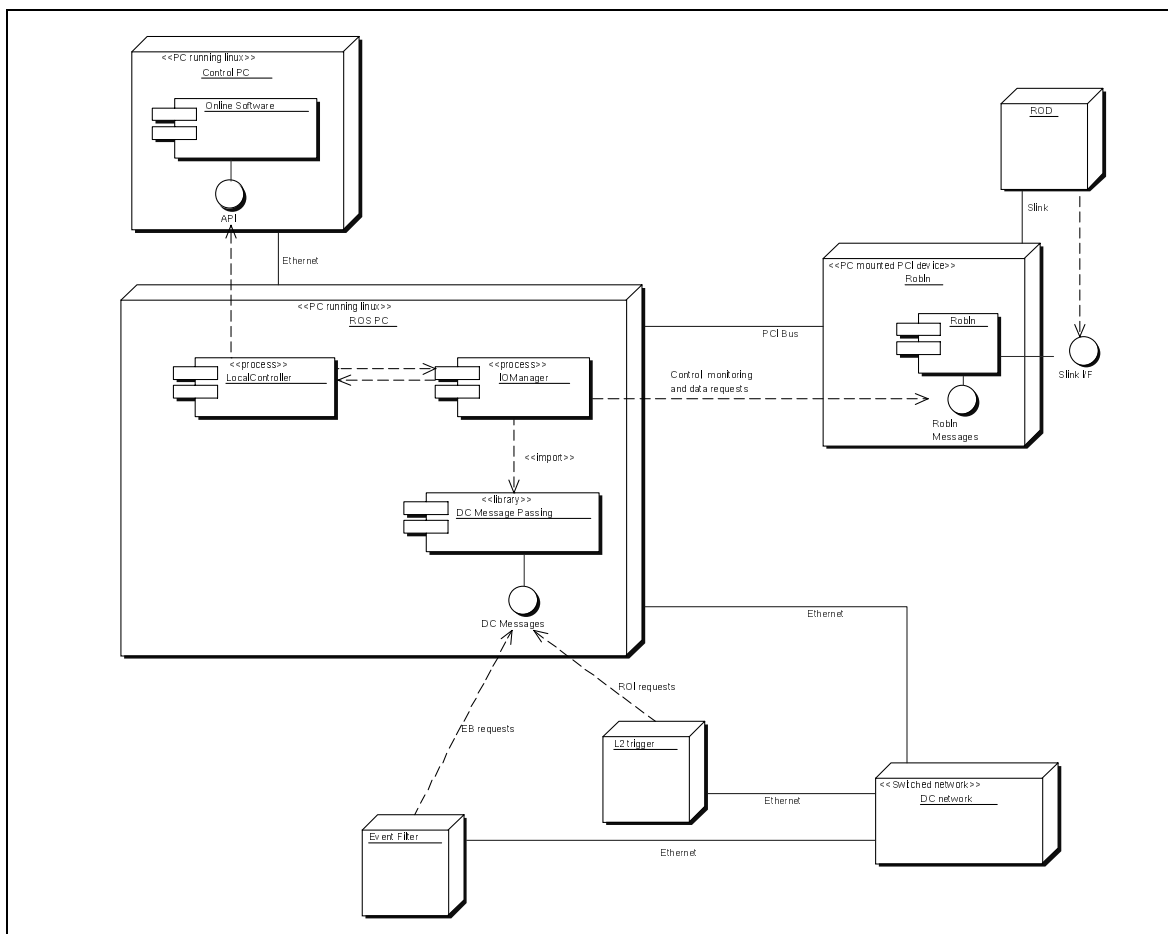 <<PC running linux>>
Control PC
Online Software
API
Ethernet
ROD
Slink
<<PC mounted PCI device>>
RobIn
RobIn
Slink I/F
RobIn
Messages
<<PC running linux>>
ROS PC
PCI Bus
<<process>>
LocalController
<<process>>
IOManager
Control monitoring
and data requests
<<import>>
<<library>>
DC Message Passing
DC Messages
Ethernet
ROI requests
EB requests
L2 trigger
Ethernet
<<Switched network>>
DC network
Event Filter
Ethernet